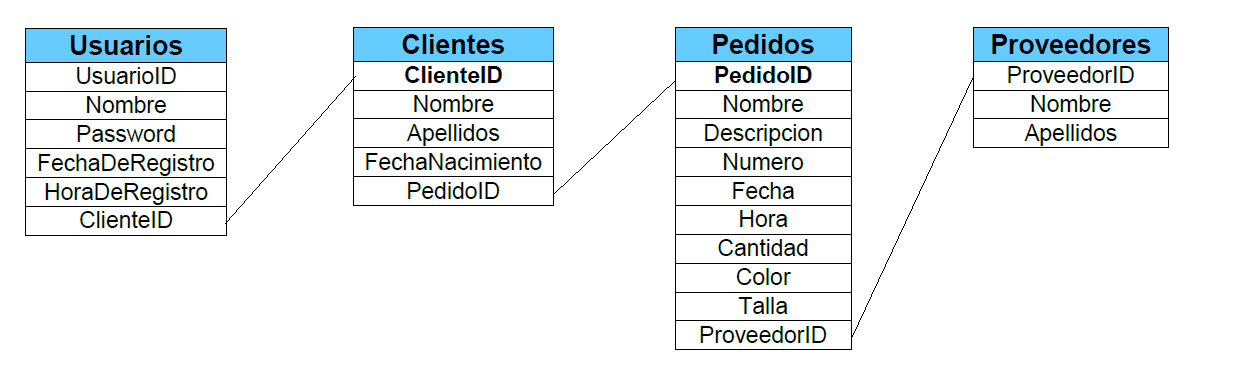 Usuarios
UsuarioID
Nombre
Password
FechaDeRegistro
HoraDeRegistro
ClienteID
Clientes
ClienteID
Nombre
Apellidos
FechaNacimiento
PedidoID
Pedidos
PedidoID
Nombre
Descripcion
Numero
Fecha
Hora
Cantidad
Color
Talla
ProveedorID
Proveedores
ProveedorID
Nombre
Apellidos